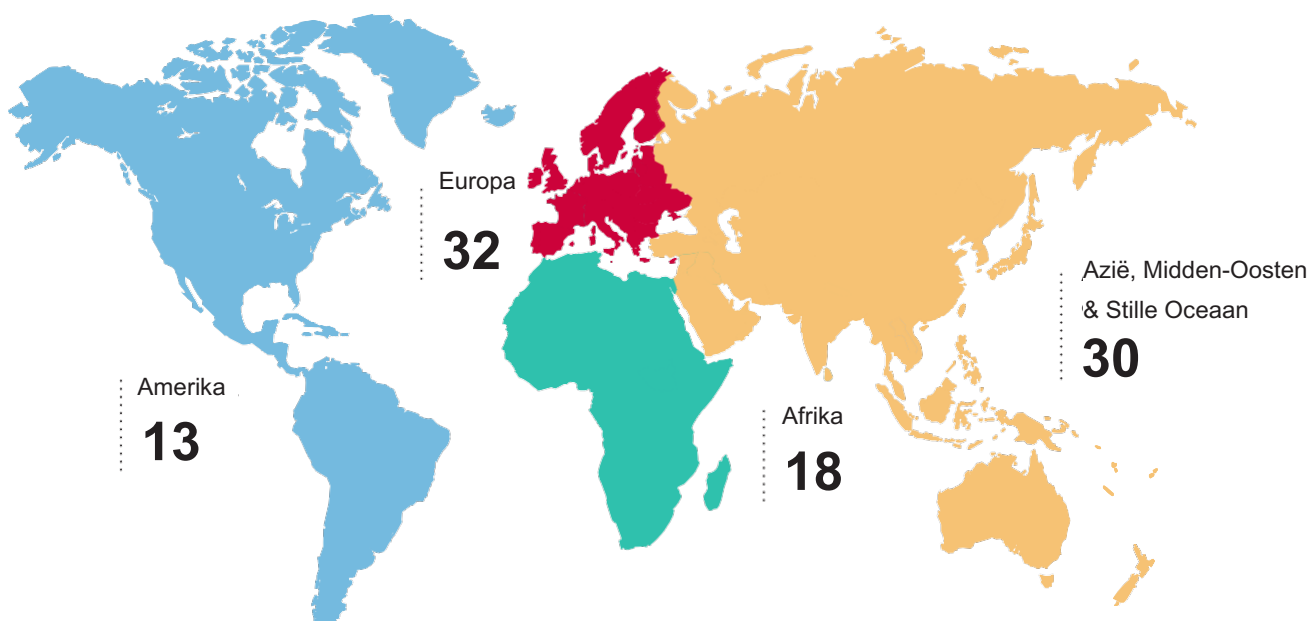 Europa
32
Azië, Midden-Oosten
& Stille Oceaan
30
Amerika
13
Afrika
18